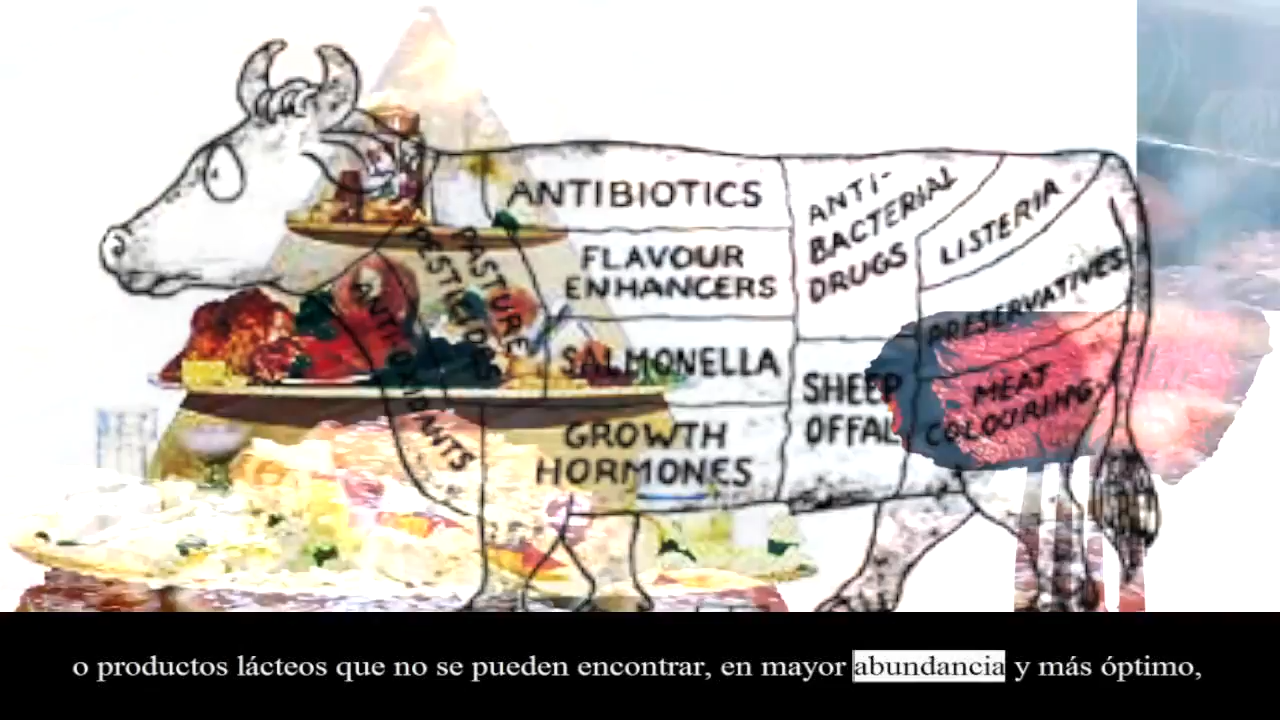 ANTIBIOTICS
FLAVOUR
ENHANCERS
SALMONELLA
GROWTH
HORMONES
ANTI-
BACTERIAL
DRUGS
SHEEP
OFFAL
LISTERIA
PRESERVATIVES
MEAT
COLOURING
PASTURE
PESTICIDES
ANTIOXIDANTS
o productos lácteos que no se pueden encontrar, en mayor abundancia y más óptimo,